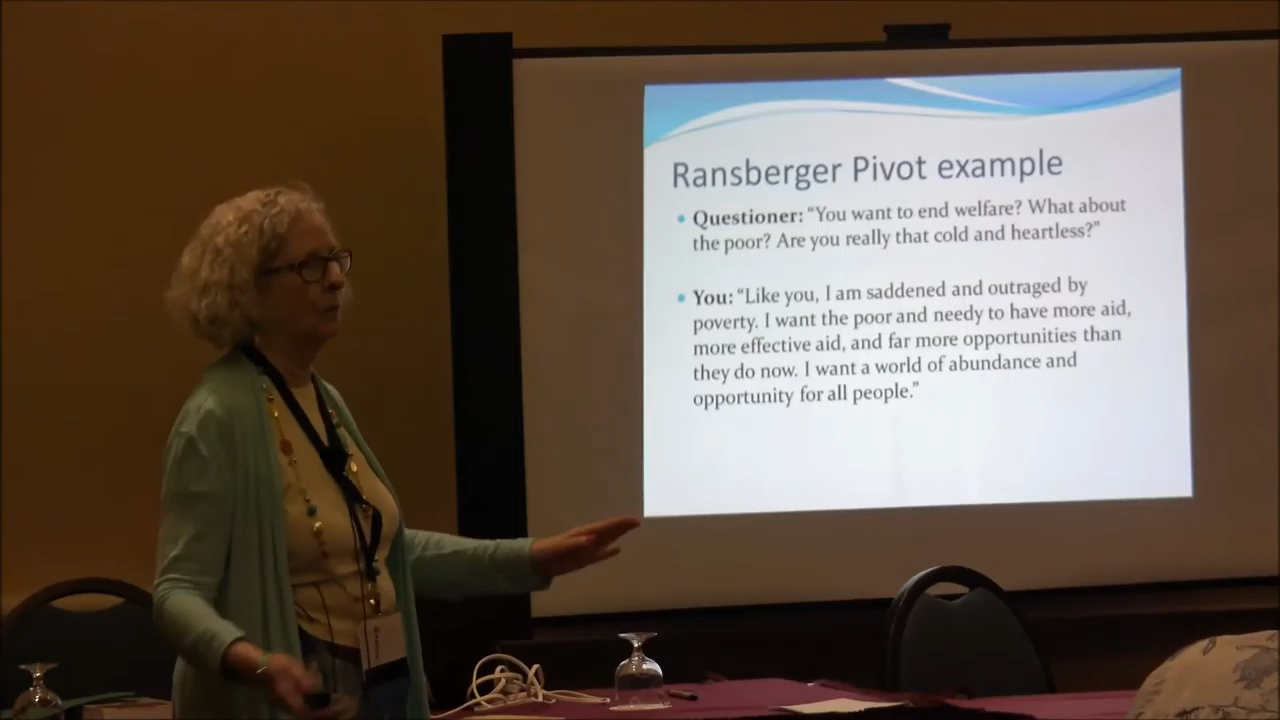 Ransberger Pivot example
• Questioner: “You want to end welfare? What about
the poor? Are you really that cold and heartless?”
• You: “Like you, I am saddened and outraged by
poverty. I want the poor and needy to have more aid,
more effective aid, and far more opportunities than
they do now. I want a world of abundance and
opportunity for all people.”